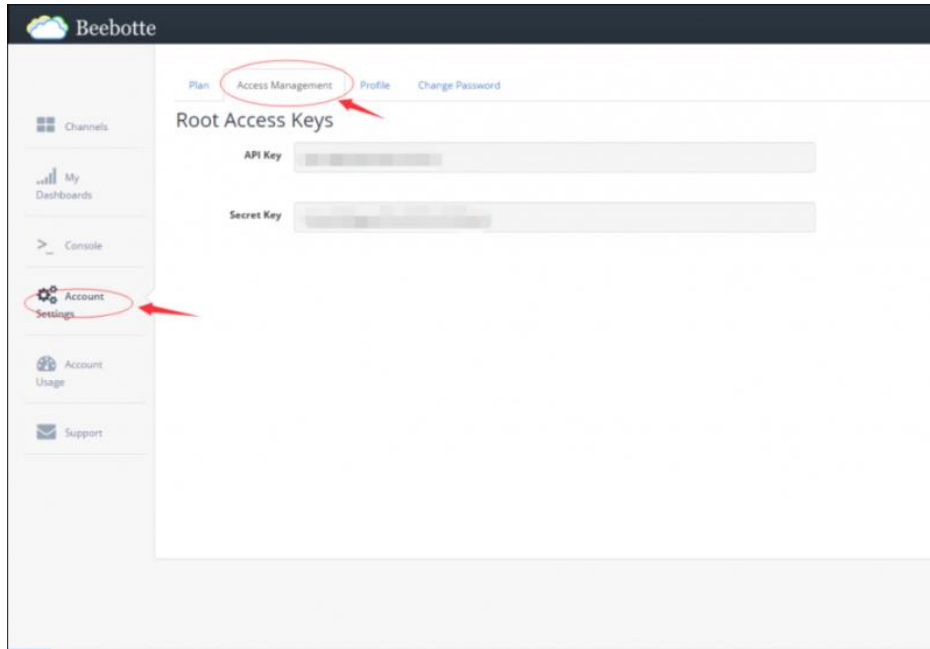 Beebotte
Plan Access Management Profile Change Password
Root Access Keys
API Key
Secret Key
Channels
My
Dashboards
>_ Console
Account
Settings
Account
Usage
Support